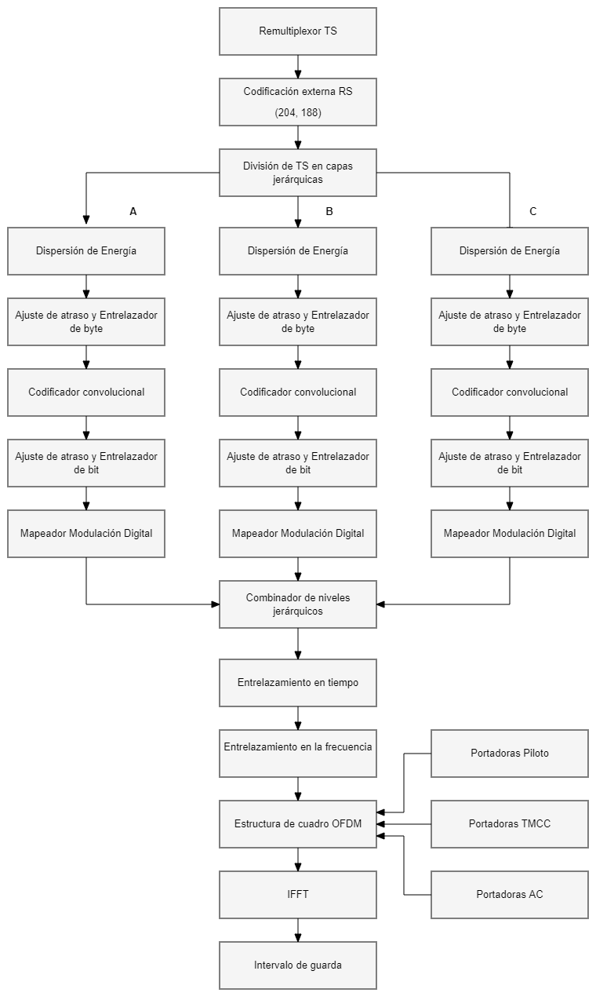 Remultiplexor TS
Codificación externa RS
(204, 188)
División de TS en capas
jerárquicas
A
B
C
Dispersión de Energía
Dispersión de Energía
Dispersión de Energía
Ajuste de atraso y Entrelazador
de byte
Ajuste de atraso y Entrelazador
de byte
Ajuste de atraso y Entrelazador
de byte
Codificador convolucional
Codificador convolucional
Codificador convolucional
Ajuste de atraso y Entrelazador
de bit
Ajuste de atraso y Entrelazador
de bit
Ajuste de atraso y Entrelazador
de bit
Mapeador Modulación Digital
Mapeador Modulación Digital
Mapeador Modulación Digital
Combinador de niveles
jerárquicos
Entrelazamiento en tiempo
Entrelazamiento en la frecuencia
Portadoras Piloto
Estructura de cuadro OFDM
Portadoras TMCC
IFFT
Portadoras AC
Intervalo de guarda